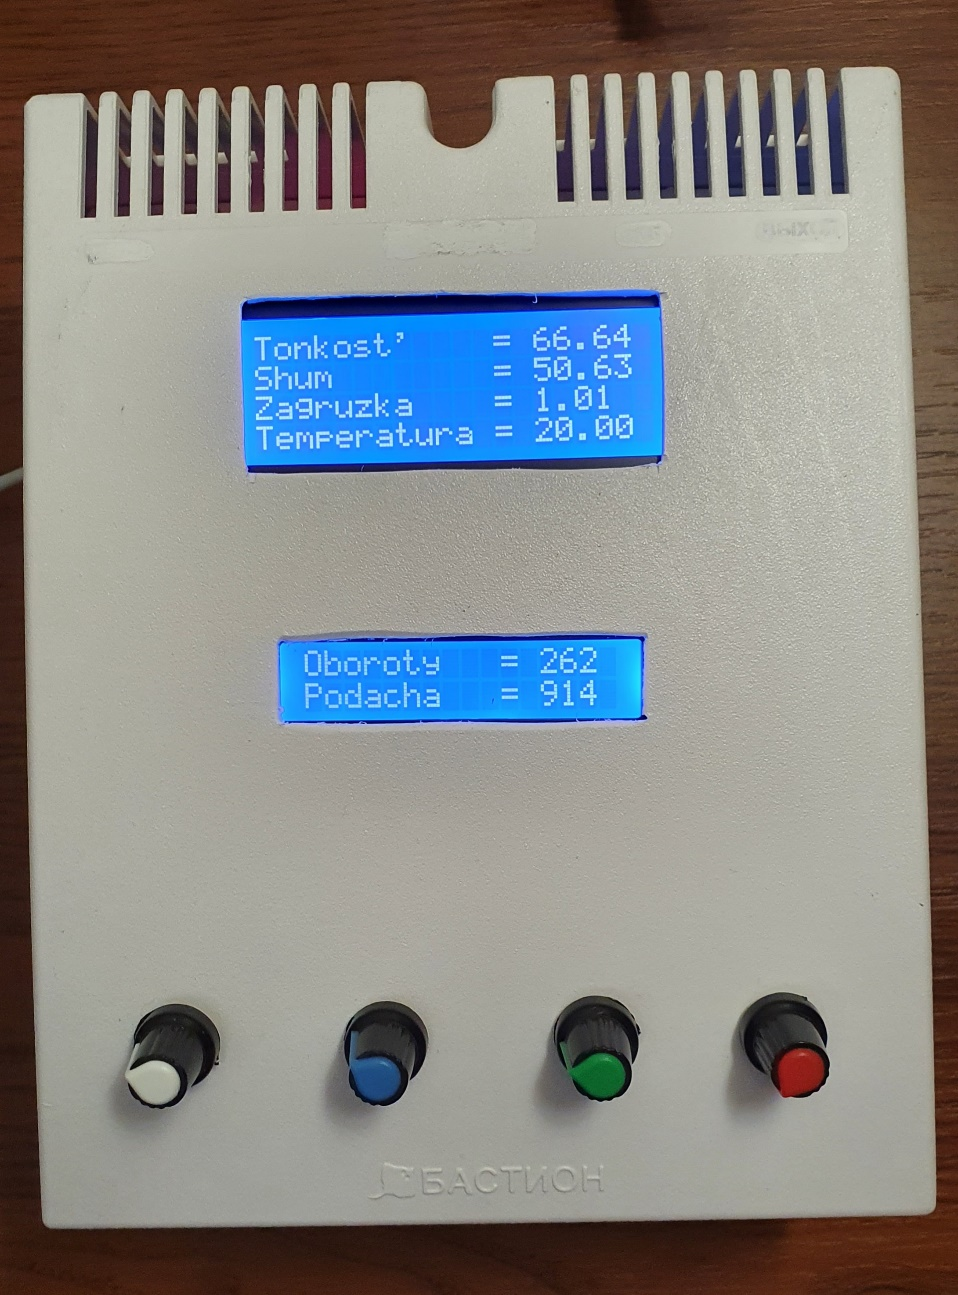 Tonkost' = 66.64
Shum = 50.63
Zagruzka = 1.01
Temperatura = 20.00
Oboroty = 262
Podacha = 914
БАСТИОН